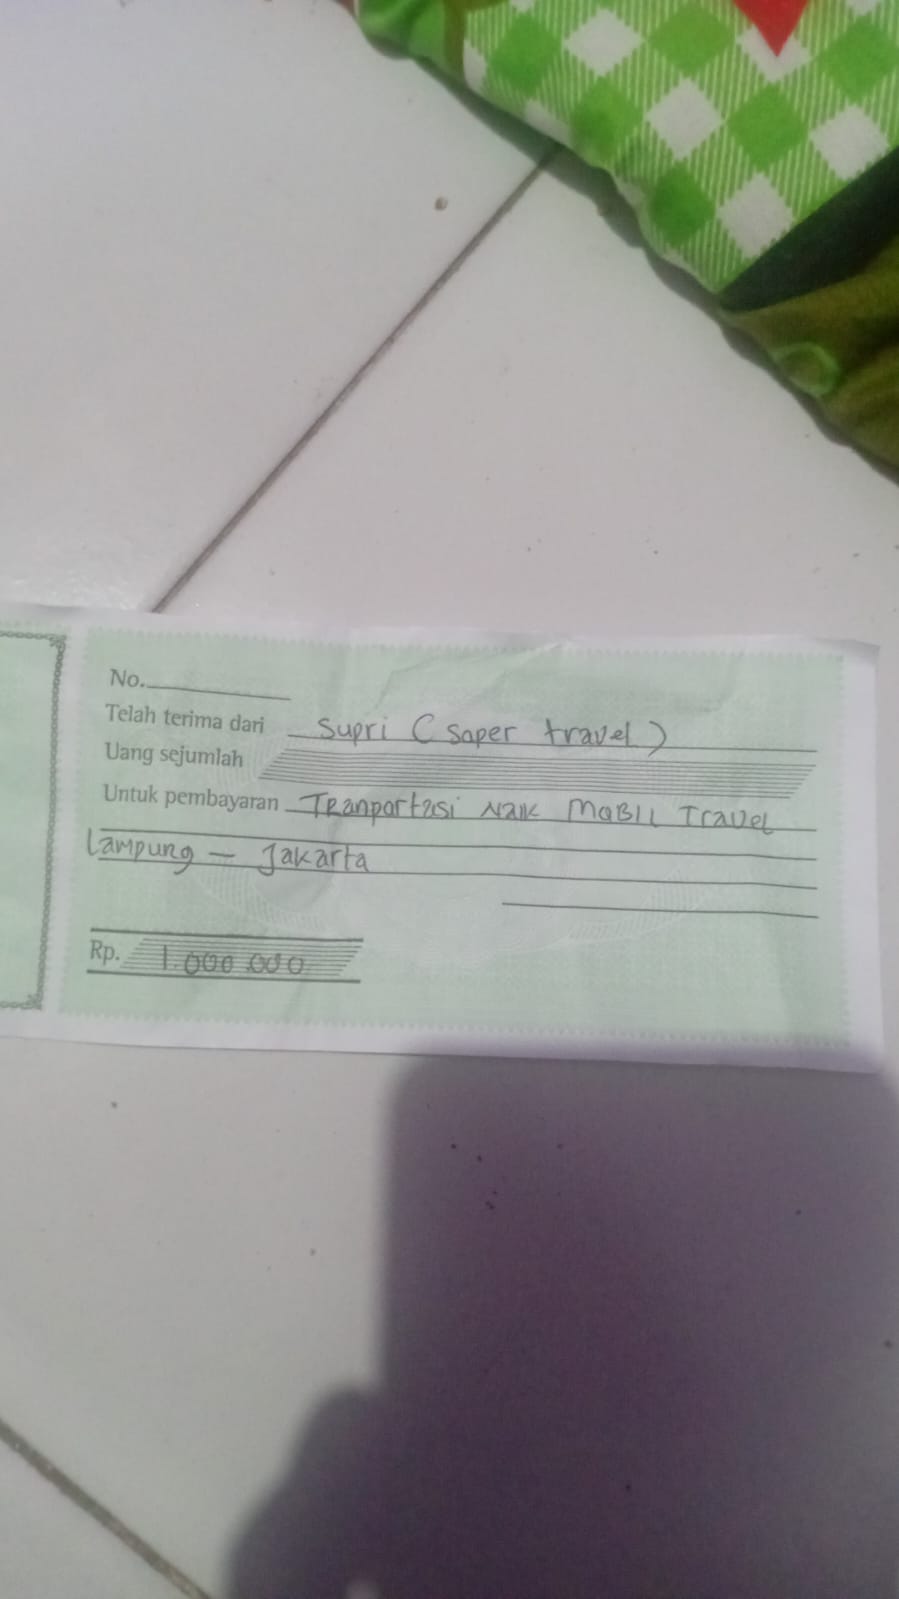 No.
Telah terima dari Supri (Saper travel)
Uang sejumlah
Untuk pembayaran TRanportasi Naik MoBIL Travel
Lampung - Jakarta
Rp. 1.000.000